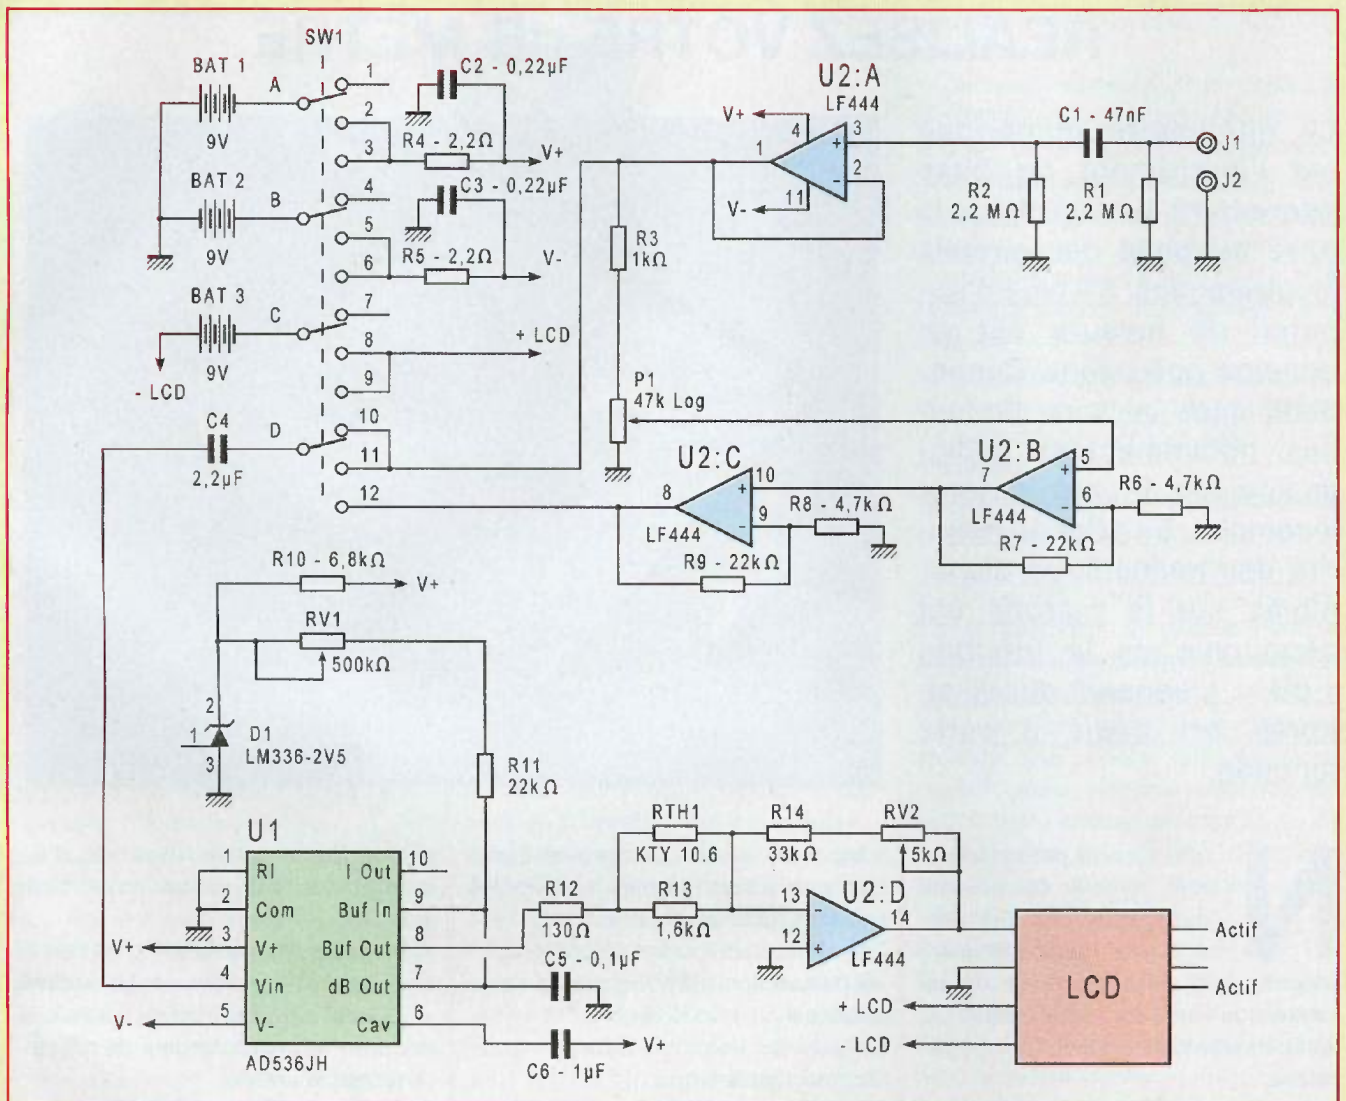 SW1
BAT 1
A
9V
1
2
3
C2 - 0,22µF
R4 - 2,2Ω
V+
BAT 2
B
9V
4
5
6
C3 - 0,22µF
R5 - 2,2Ω
V-
BAT 3
C
9V
- LCD
7
8
9
+ LCD
C4
2,2µF
D
10
11
12
U2:A
LF444
V+
4
3
+
1
2
-
11
V-
C1 - 47nF
J1
J2
R2
2,2 MΩ
R1
2,2 MΩ
R3
1kΩ
P1
47k Log
U2:C
8
10
+
9
-
LF444
R8 - 4,7kΩ
R9 - 22kΩ
U2:B
7
5
+
6
-
LF444
R6 - 4,7kΩ
R7 - 22kΩ
R10 - 6,8kΩ
V+
RV1
500kΩ
2
1
3
D1
LM336-2V5
R11
22kΩ
U1
1
RI
I Out
10
2
Com
Buf In
9
V+
3
V+
Buf Out
8
4
Vin
dB Out
7
V-
5
V-
Cav
6
AD536JH
R12
130Ω
RTH1
KTY 10.6
R13
1,6kΩ
R14
33kΩ
RV2
5kΩ
U2:D
13
-
12
+
14
LF444
C5 - 0,1µF
C6 - 1µF
V+
LCD
Actif
Actif
+ LCD
- LCD